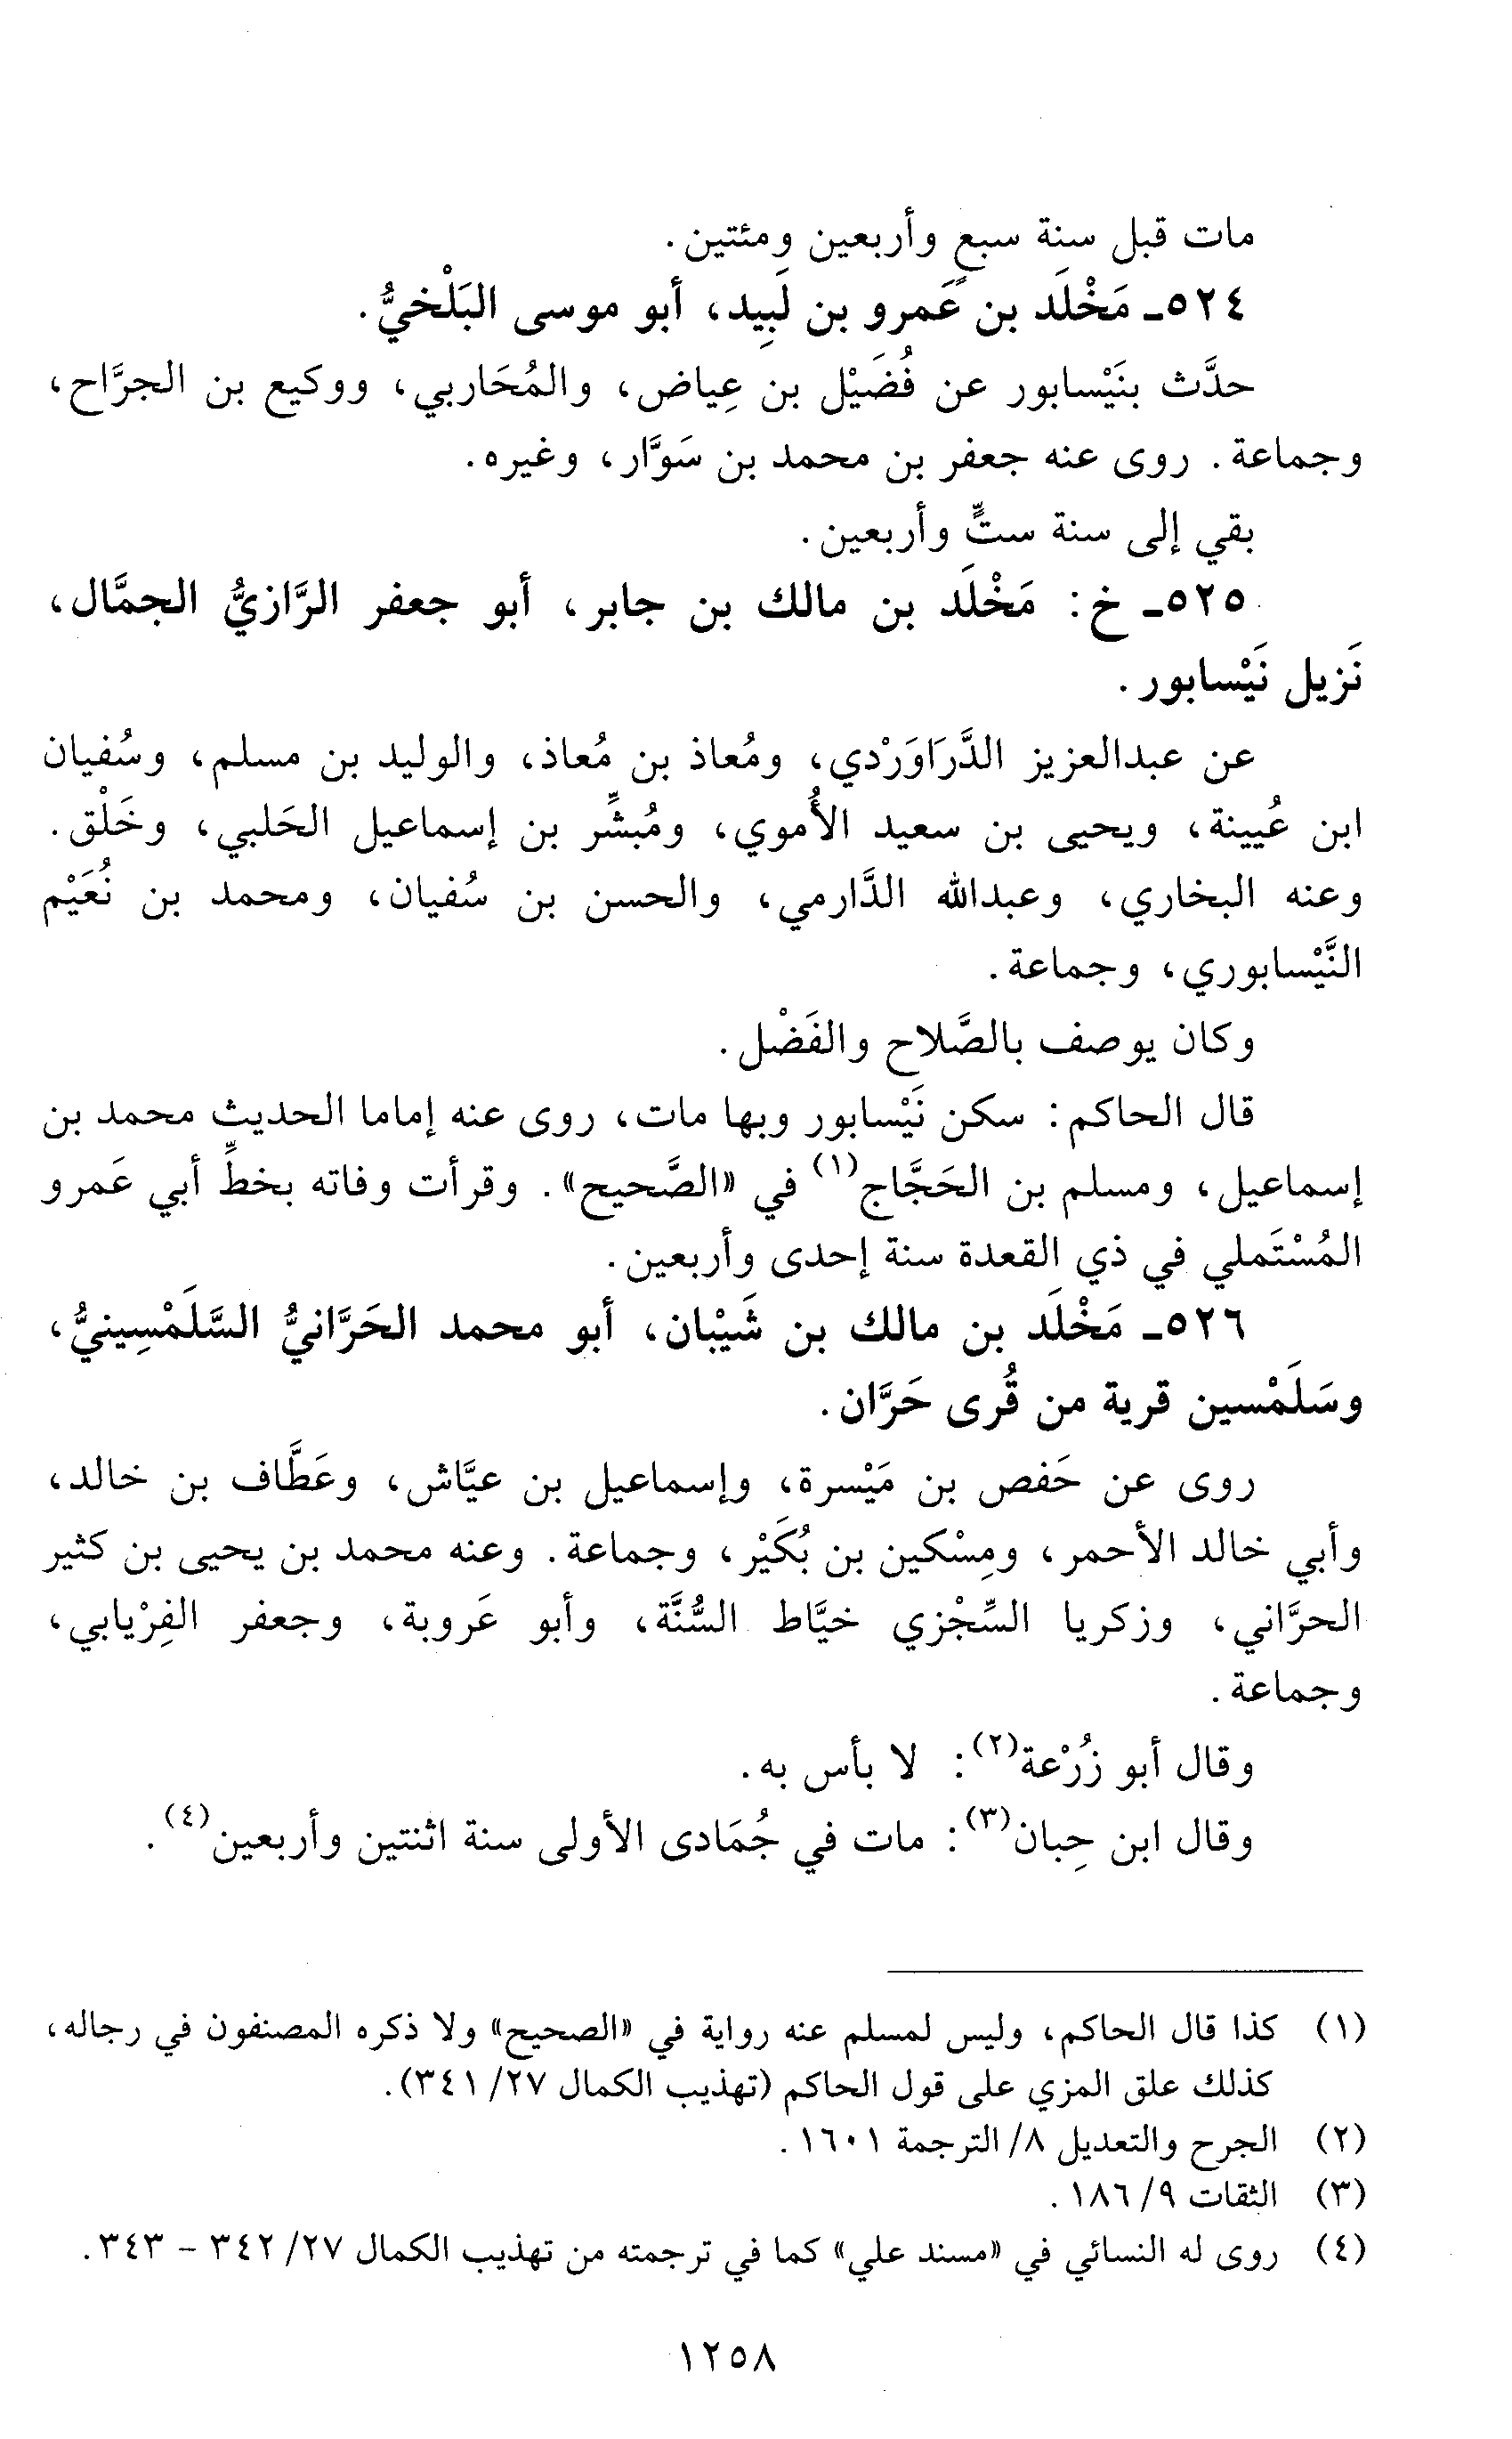 مات قبل سنة سبعٍ وأربعين ومئتين.
٥٢٤ـ مَخْلَد بن عَمرو بن لَبِيد، أبو موسى البَلْخيُّ.
حدَّث بنَيْسابور عن فُضَيْل بن عِياض، والمُحَاربي، ووكيع بن الجرَّاح،
وجماعة. روى عنه جعفر بن محمد بن سَوَّار، وغيره.
بقي إلى سنة ستٍّ وأربعين.
٥٢٥ـ خ: مَخْلَد بن مالك بن جابر، أبو جعفر الرَّازيُّ الجمَّال،
نَزيل نَيْسابور.
عن عبدالعزيز الدَّرَاوَرْدي، ومُعاذ بن مُعاذ، والوليد بن مسلم، وسُفيان
ابن عُيينة، ويحيى بن سعيد الأُموي، ومُبشِّر بن إسماعيل الحَلبي، وخَلْق.
وعنه البخاري، وعبدالله الدَّارمي، والحسن بن سُفيان، ومحمد بن نُعَيْم
النَّيْسابوري، وجماعة.
وكان يوصف بالصَّلاح والفَضْل.
قال الحاكم: سكن نَيْسابور وبها مات، روى عنه إماما الحديث محمد بن
إسماعيل، ومسلم بن الحَجَّاج(١) في «الصَّحيح». وقرأت وفاته بخطِّ أبي عَمرو
المُسْتَملي في ذي القعدة سنة إحدى وأربعين.
٥٢٦ـ مَخْلَد بن مالك بن شَيْبان، أبو محمد الحَرَّانيُّ السَّلَمْسِينيُّ،
وسَلَمْسين قرية من قُرى حَرَّان.
روى عن حَفص بن مَيْسرة، وإسماعيل بن عيَّاش، وعَطَّاف بن خالد،
وأبي خالد الأحمر، ومِسْكين بن بُكَيْر، وجماعة. وعنه محمد بن يحيى بن كثير
الحرَّاني، وزكريا السِّجْزي خيَّاط السُّنَّة، وأبو عَروبة، وجعفر الفِرْيابي،
وجماعة.
وقال أبو زُرْعة(٢): لا بأس به.
وقال ابن حِبان(٣): مات في جُمَادى الأولى سنة اثنتين وأربعين(٤).
(١) كذا قال الحاكم، وليس لمسلم عنه رواية في «الصحيح» ولا ذكره المصنفون في رجاله،
كذلك علق المزي على قول الحاكم (تهذيب الكمال ٢٧/ ٣٤١).
(٢) الجرح والتعديل ٨/ الترجمة ١٦٠١.
(٣) الثقات ٩/ ١٨٦.
(٤) روى له النسائي في «مسند علي» كما في ترجمته من تهذيب الكمال ٢٧/ ٣٤٢ - ٣٤٣.
١٢٥٨